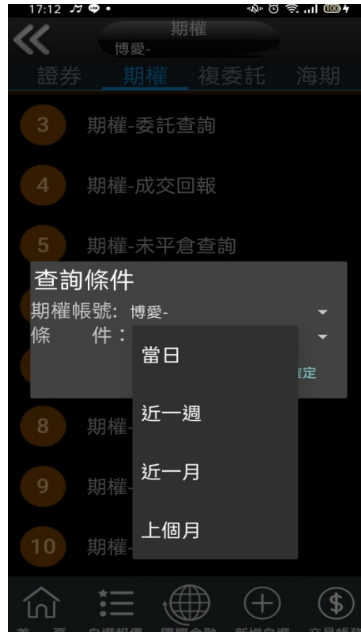 17:12
100
期權
博愛-
證券 期權 複委託 海期
3 期權-委託查詢
4 期權-成交回報
5 期權-未平倉查詢
查詢條件
期權帳號: 博愛-
條 件：
當日
確定
近一週
8 期權-
近一月
9 期權-
上個月
10 期權-